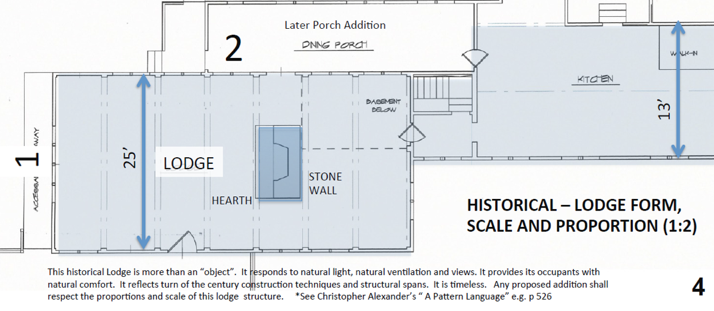 Later Porch Addition
2
DINING PORCH
WALK-IN
KITCHEN
13’
BASEMENT
BELOW
1
25’
LODGE
STONE
WALL
HEARTH
HISTORICAL – LODGE FORM,
SCALE AND PROPORTION (1:2)
This historical Lodge is more than an “object”.  It responds to natural light, natural ventilation and views. It provides its occupants with
natural comfort.  It reflects turn of the century construction techniques and structural spans.  It is timeless.   Any proposed addition shall
respect the proportions and scale of this lodge  structure.    *See Christopher Alexander’s “ A Pattern Language” e.g. p 526
4